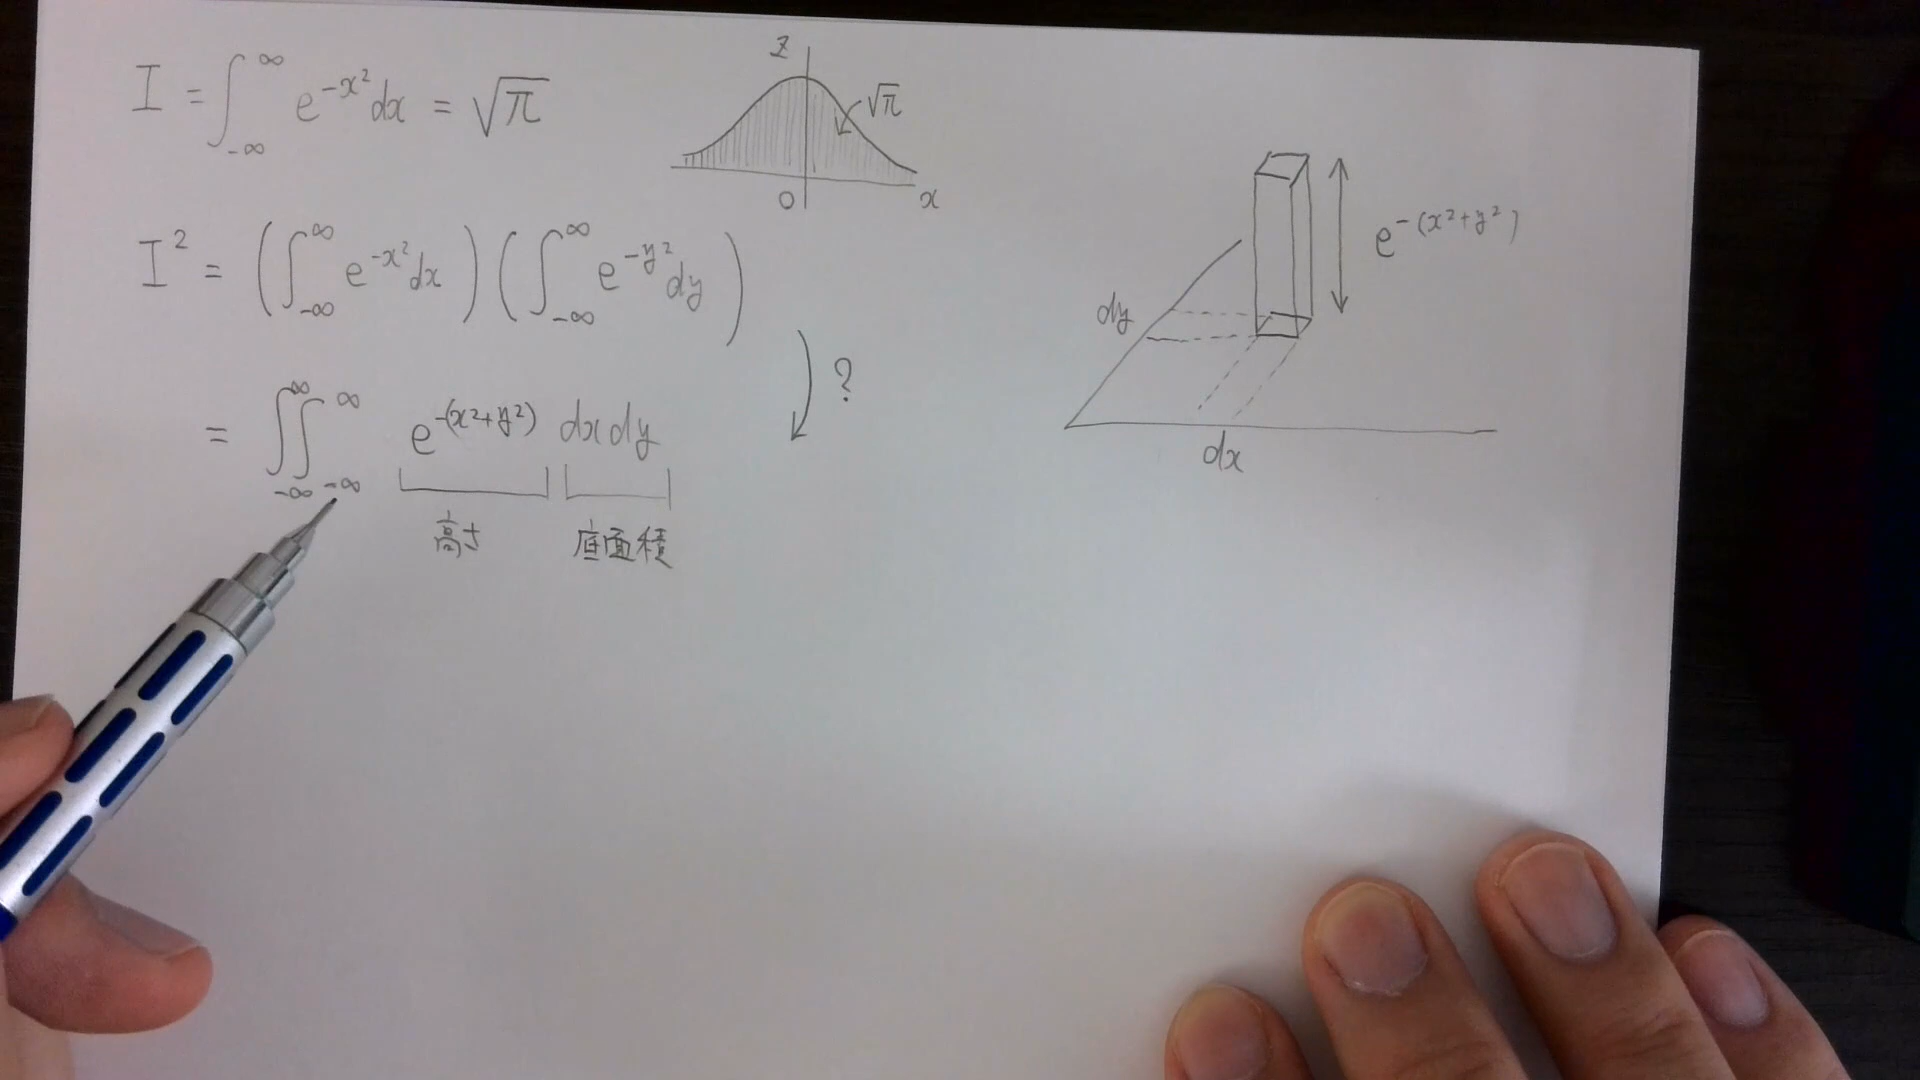 I = ∫_{-∞}^{∞} e^{-x²} dx = √π
z
√π
0
x
I² = (∫_{-∞}^{∞} e^{-x²} dx) (∫_{-∞}^{∞} e^{-y²} dy)
?
= ∫_{-∞}^{∞} ∫_{-∞}^{∞} e^{-(x²+y²)} dx dy
高さ 底面積
e^{-(x²+y²)}
dy
dx